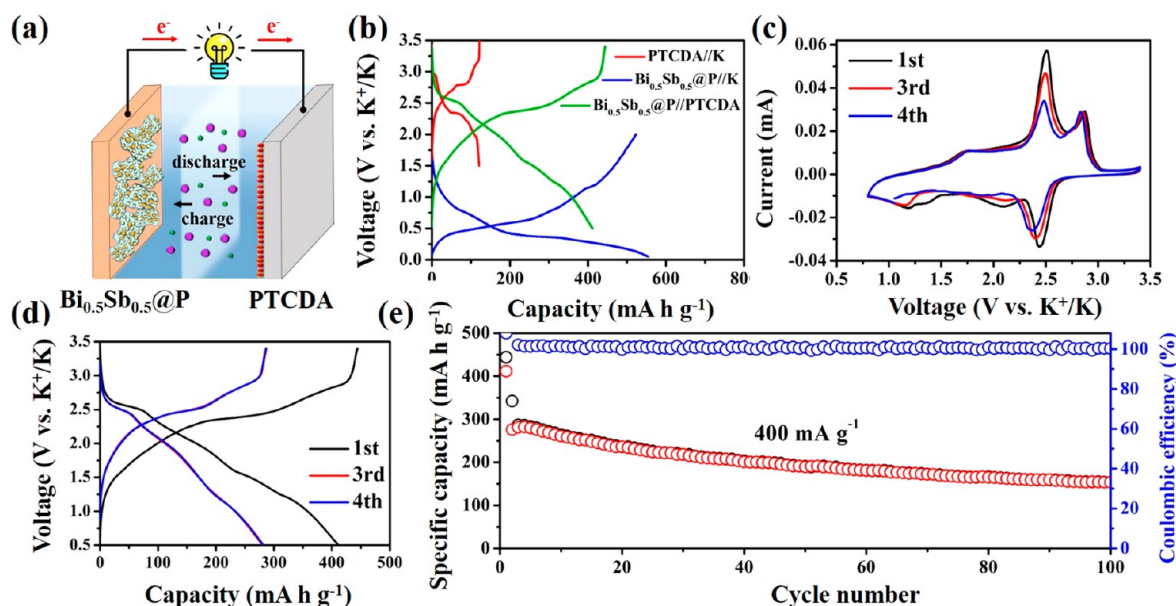 (a)
e⁻
e⁻
discharge
charge
Bi₀.₅Sb₀.₅@P
PTCDA
(b)
Voltage (V vs. K⁺/K)
3.5
3.0
2.5
2.0
1.5
1.0
0.5
0
PTCDA//K
Bi₀.₅Sb₀.₅@P//K
Bi₀.₅Sb₀.₅@P//PTCDA
0
200
400
600
80
Capacity (mA h g⁻¹)
(c)
Current (mA)
0.06
0.04
0.02
0.00
-0.02
-0.04
1st
3rd
4th
0.5
1.0
1.5
2.0
2.5
3.0
3.5
Voltage (V vs. K⁺/K)
(d)
Voltage (V vs. K⁺/K)
3.5
3.0
2.5
2.0
1.5
1.0
0.5
1st
3rd
4th
0
100
200
300
400
500
Capacity (mA h g⁻¹)
(e)
Specific capacity (mA h g⁻¹)
500
400
300
200
100
0
400 mA g⁻¹
100
80
60
40
20
0
Coulombic efficiency (%)
0
20
40
60
80
100
Cycle number